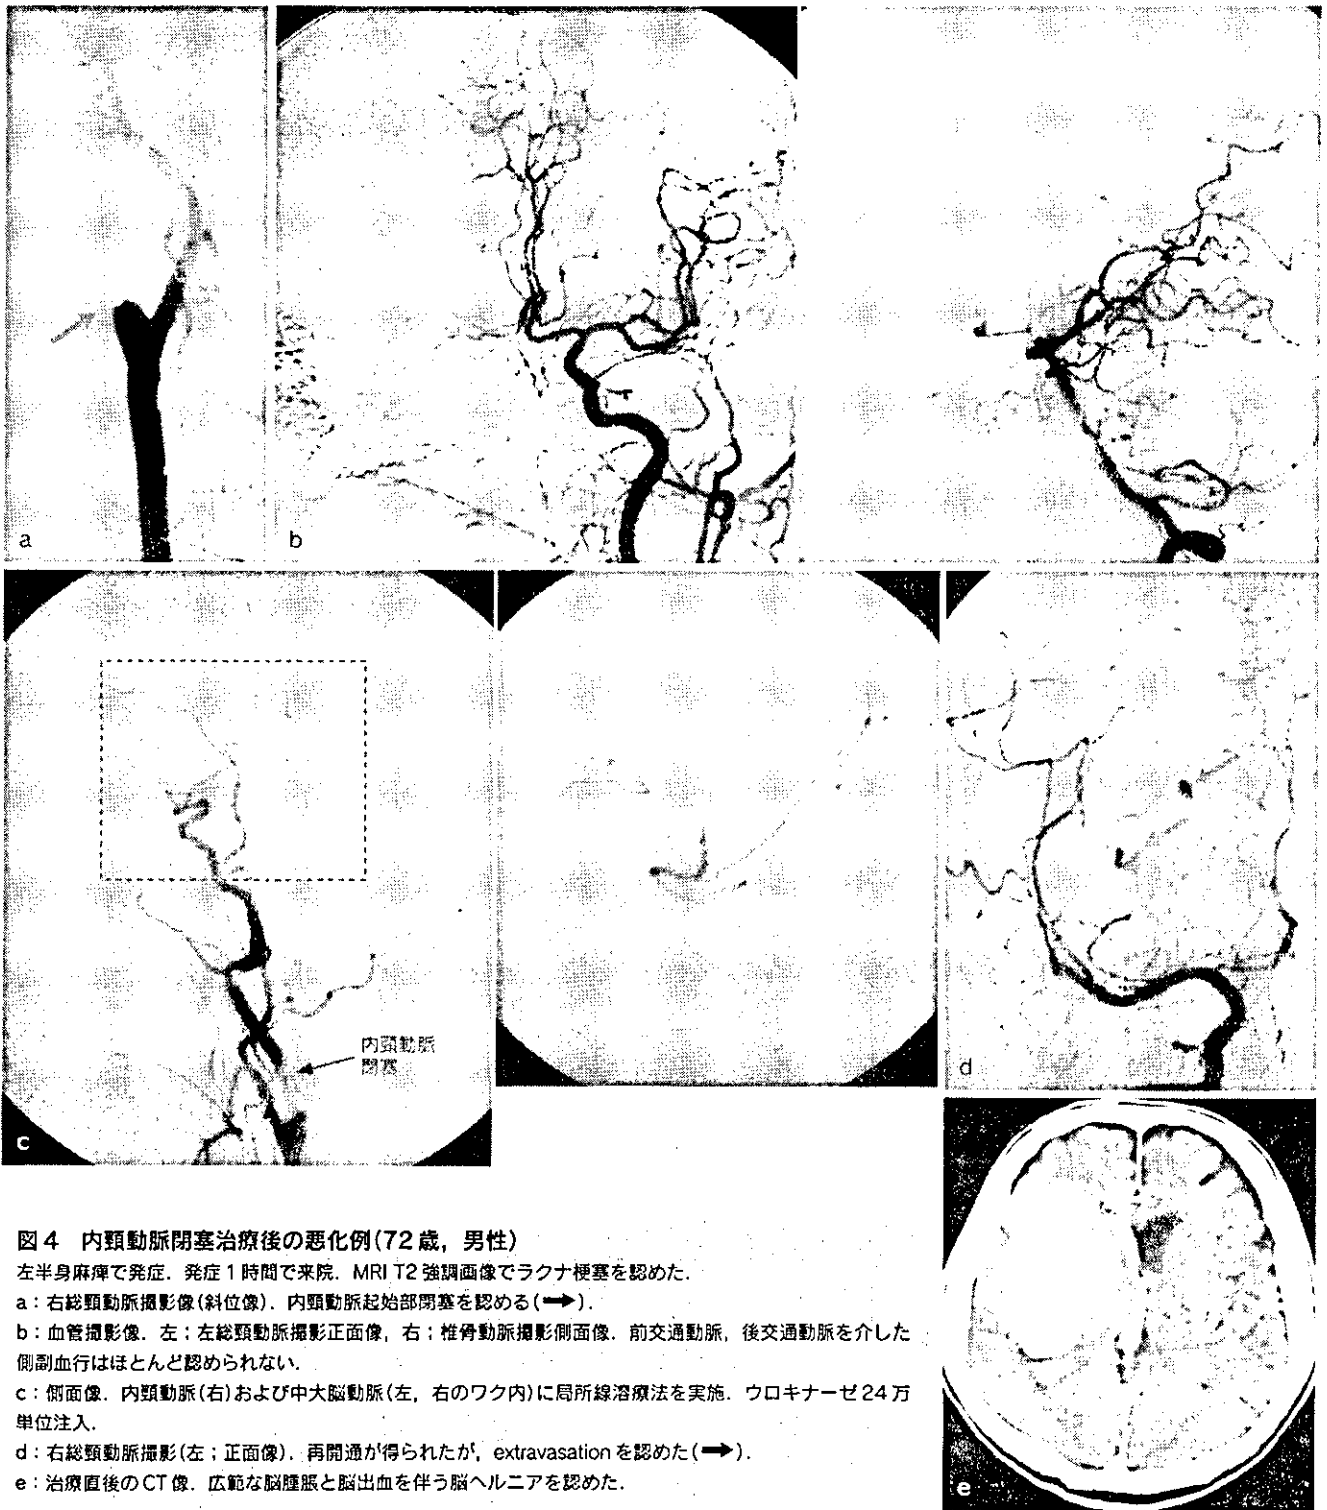 a
b
内頸動脈
閉塞
c
d
e
図4 内頸動脈閉塞治療後の悪化例(72歳,男性)
左半身麻痺で発症.発症1時間で来院.MRI T2強調画像でラクナ梗塞を認めた.
a:右総頸動脈撮影像(斜位像).内頸動脈起始部閉塞を認める(➡).
b:血管撮影像.左;左総頸動脈撮影正面像,右;椎骨動脈撮影側面像.前交通動脈,後交通動脈を介した
側副血行はほとんど認められない.
c:側面像.内頸動脈(右)および中大脳動脈(左,右のワク内)に局所線溶療法を実施.ウロキナーゼ24万
単位注入.
d:右総頸動脈撮影(左;正面像).再開通が得られたが,extravasationを認めた(➡).
e:治療直後のCT像.広範な脳腫脹と脳出血を伴う脳ヘルニアを認めた.